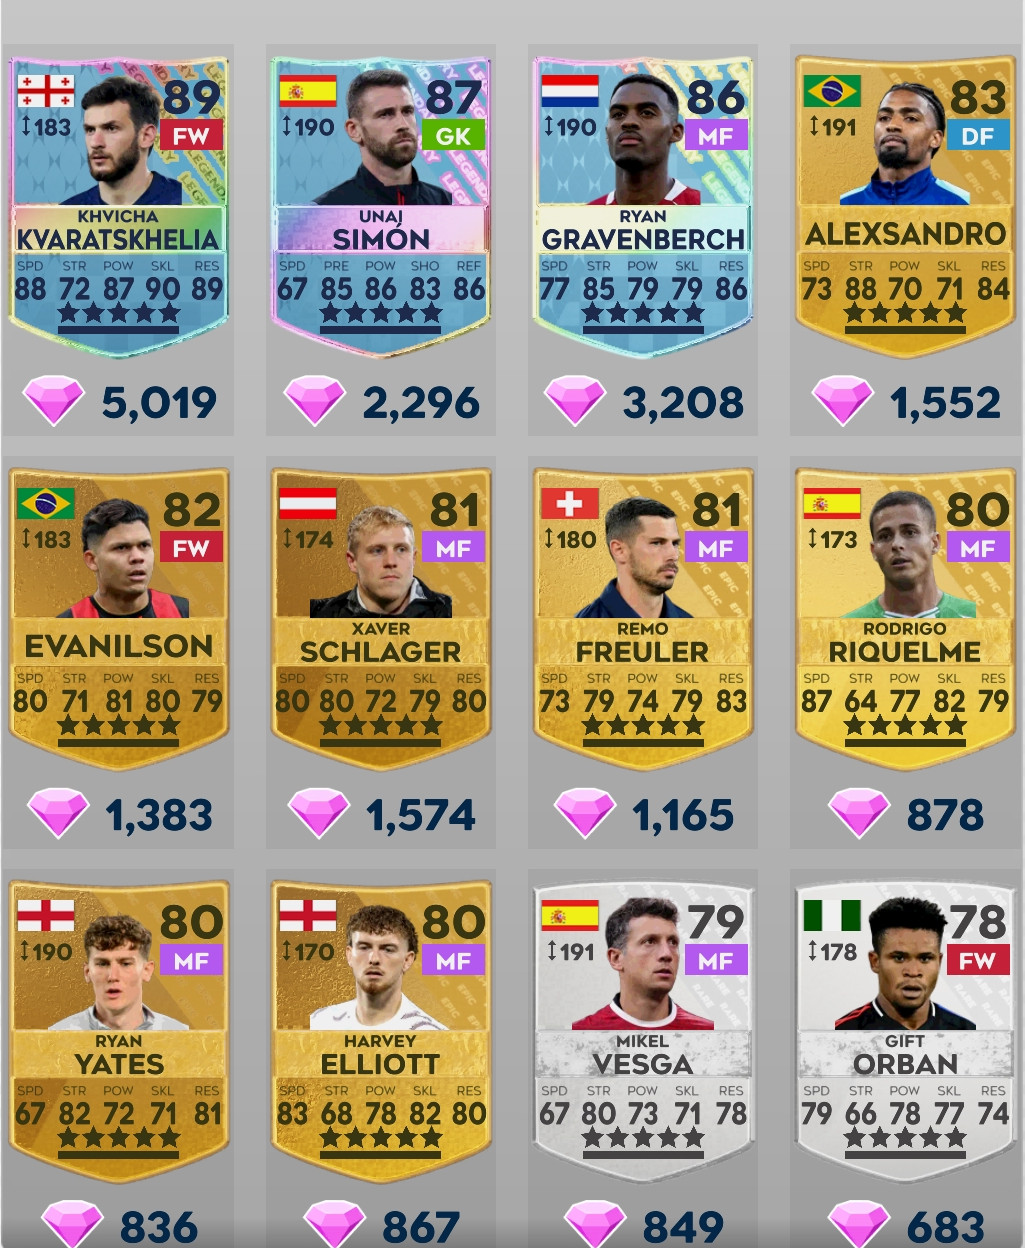 89
183
FW
LEGENDARY
KHVICHA
KVARATSKHELIA
SPD STR POW SKL RES
88 72 87 90 89
5,019
87
190
GK
LEGENDARY
UNAI
SIMÓN
SPD PRE POW SHO REF
67 85 86 83 86
2,296
86
190
MF
LEGENDARY
RYAN
GRAVENBERCH
SPD STR POW SKL RES
77 85 79 79 86
3,208
83
191
DF
EPIC
ALEXSANDRO
SPD STR POW SKL RES
73 88 70 71 84
1,552
82
183
FW
EVANILSON
SPD STR POW SKL RES
80 71 81 80 79
1,383
81
174
MF
EPIC
XAVER
SCHLAGER
SPD STR POW SKL RES
80 80 72 79 80
1,574
81
180
MF
EPIC
REMO
FREULER
SPD STR POW SKL RES
73 79 74 79 83
1,165
80
173
MF
EPIC
RODRIGO
RIQUELME
SPD STR POW SKL RES
87 64 77 82 79
878
80
190
MF
RYAN
YATES
SPD STR POW SKL RES
67 82 72 71 81
836
80
170
MF
EPIC
HARVEY
ELLIOTT
SPD STR POW SKL RES
83 68 78 82 80
867
79
191
MF
RARE
MIKEL
VESGA
SPD STR POW SKL RES
67 80 73 71 78
849
78
178
FW
RARE
GIFT
ORBAN
SPD STR POW SKL RES
79 66 78 77 74
683